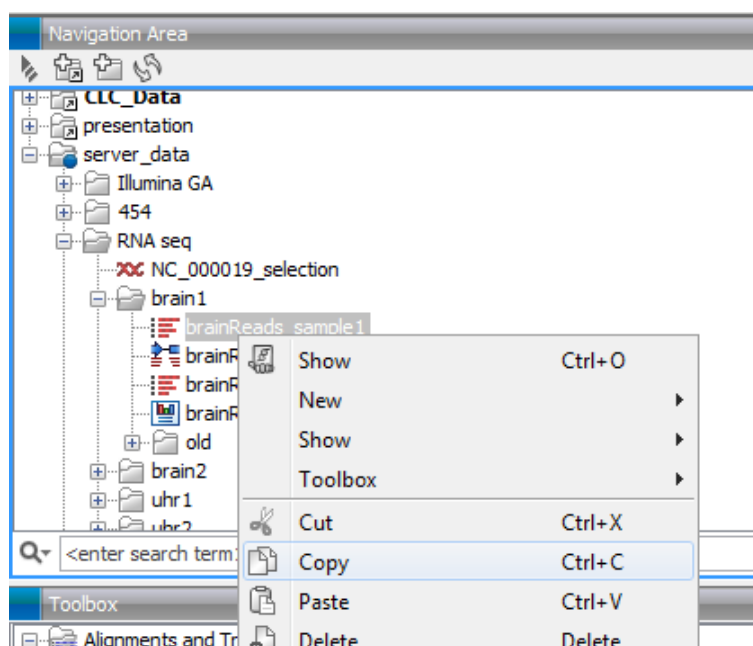 Navigation Area
CLC_Data
presentation
server_data
Illumina GA
454
RNA seq
NC_000019_selection
brain1
brainReads_sample1
brainR
Show Ctrl+O
brainR
New
brainR
Show
old
Toolbox
brain2
uhr1
Cut Ctrl+X
uhr2
<enter search term
Copy Ctrl+C
Paste Ctrl+V
Toolbox
Alignments and Tr
Delete Delete